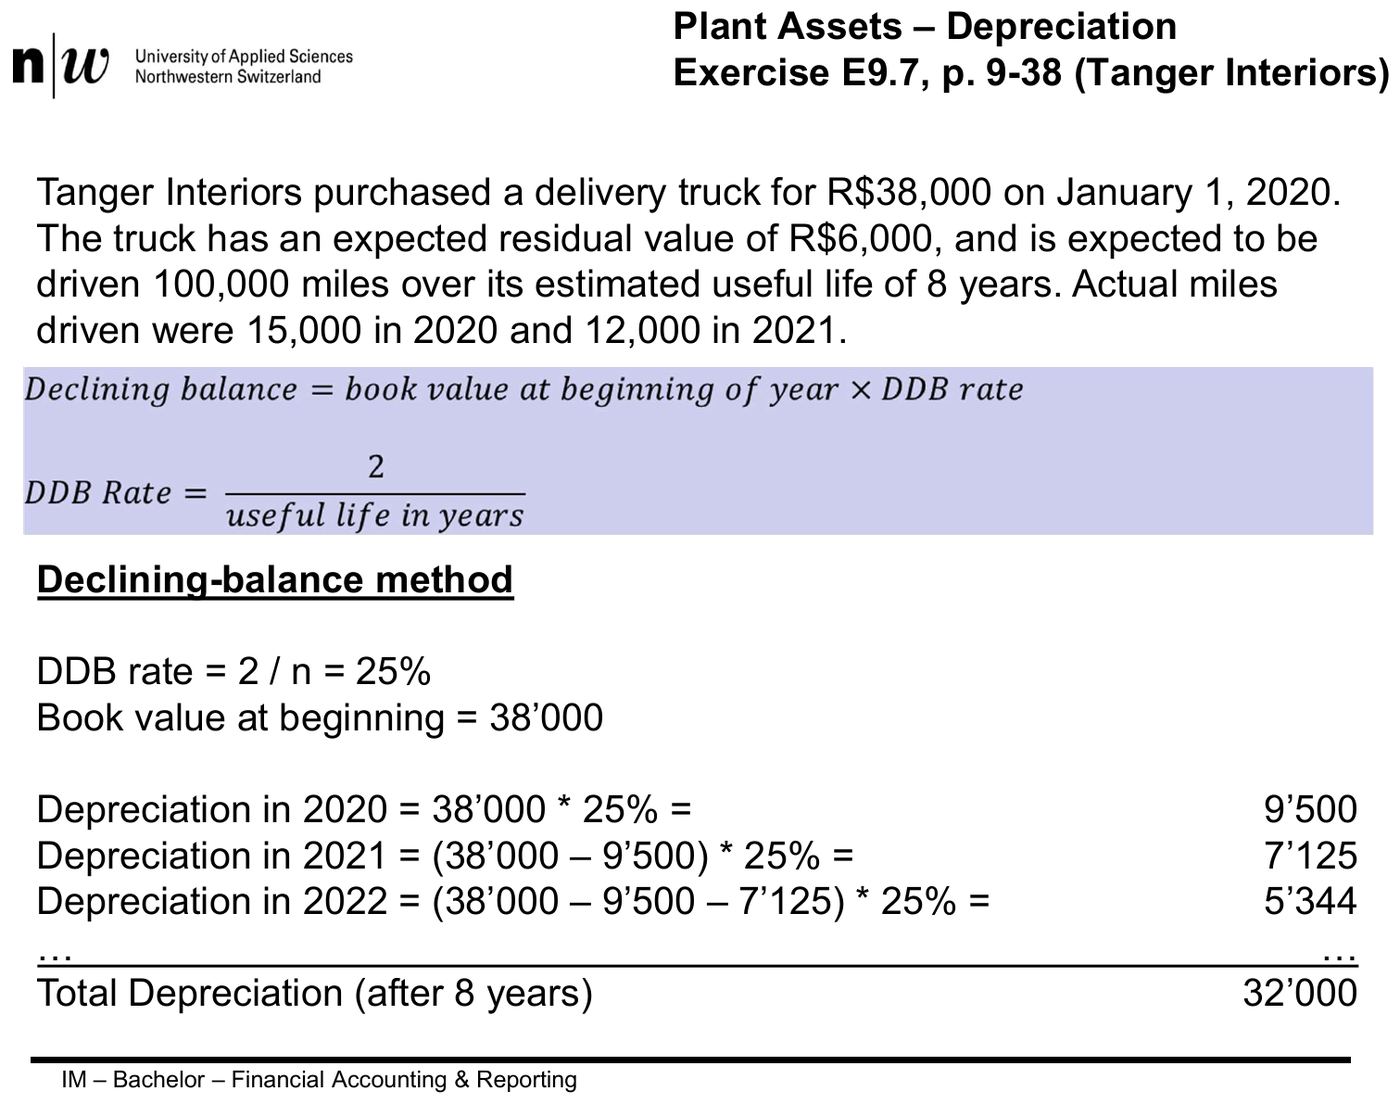 n|w University of Applied Sciences
Northwestern Switzerland
Plant Assets – Depreciation
Exercise E9.7, p. 9-38 (Tanger Interiors)
Tanger Interiors purchased a delivery truck for R$38,000 on January 1, 2020.
The truck has an expected residual value of R$6,000, and is expected to be
driven 100,000 miles over its estimated useful life of 8 years. Actual miles
driven were 15,000 in 2020 and 12,000 in 2021.
Declining balance = book value at beginning of year × DDB rate
2
DDB Rate =
useful life in years
Declining-balance method
DDB rate = 2 / n = 25%
Book value at beginning = 38’000
Depreciation in 2020 = 38’000 * 25% = 9’500
Depreciation in 2021 = (38’000 – 9’500) * 25% = 7’125
Depreciation in 2022 = (38’000 – 9’500 – 7’125) * 25% = 5’344
… …
Total Depreciation (after 8 years) 32’000
IM – Bachelor – Financial Accounting & Reporting